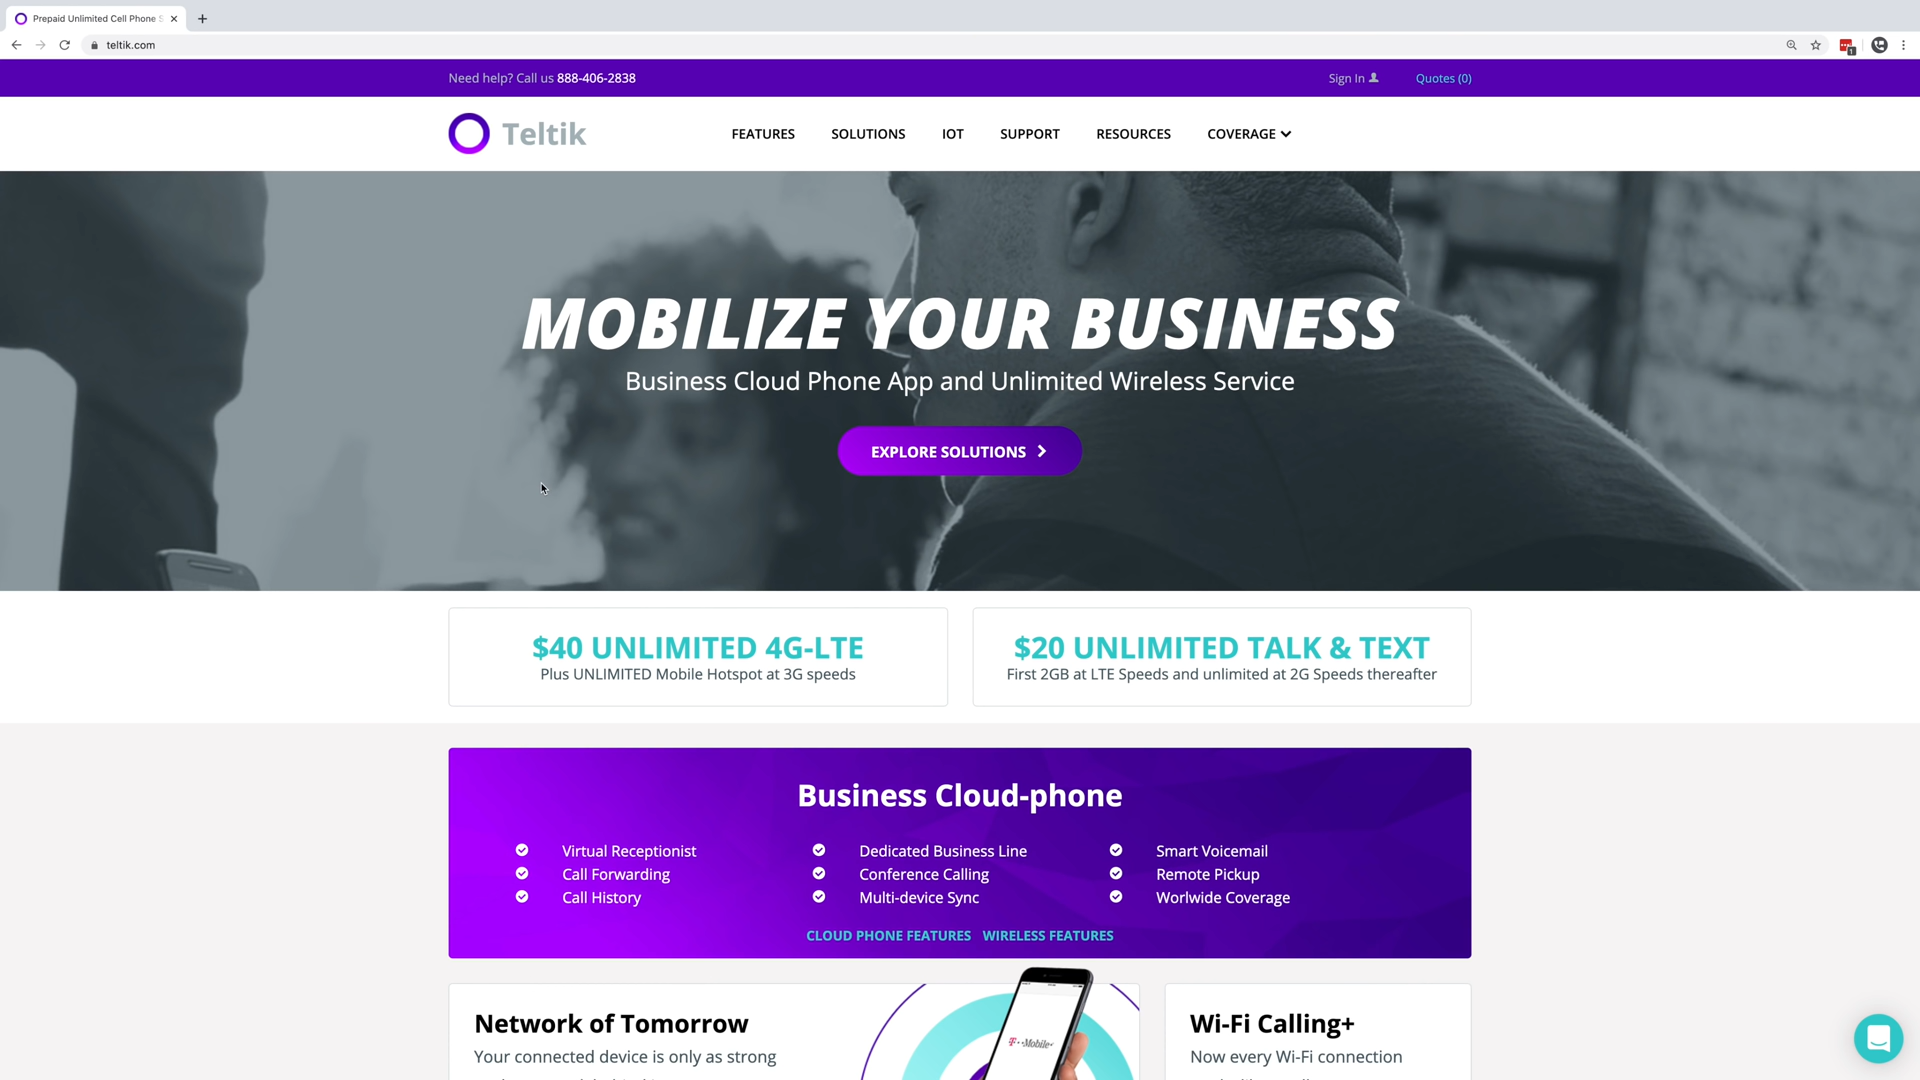 Prepaid Unlimited Cell Phone S
teltik.com
1
Need help? Call us 888-406-2838
Sign In
Quotes (0)
Teltik
FEATURES
SOLUTIONS
IOT
SUPPORT
RESOURCES
COVERAGE
MOBILIZE YOUR BUSINESS
Business Cloud Phone App and Unlimited Wireless Service
EXPLORE SOLUTIONS
$40 UNLIMITED 4G-LTE
Plus UNLIMITED Mobile Hotspot at 3G speeds
$20 UNLIMITED TALK & TEXT
First 2GB at LTE Speeds and unlimited at 2G Speeds thereafter
Business Cloud-phone
Virtual Receptionist
Call Forwarding
Call History
Dedicated Business Line
Conference Calling
Multi-device Sync
Smart Voicemail
Remote Pickup
Worlwide Coverage
CLOUD PHONE FEATURES
WIRELESS FEATURES
Network of Tomorrow
Your connected device is only as strong
T··Mobile·
Wi-Fi Calling+
Now every Wi-Fi connection